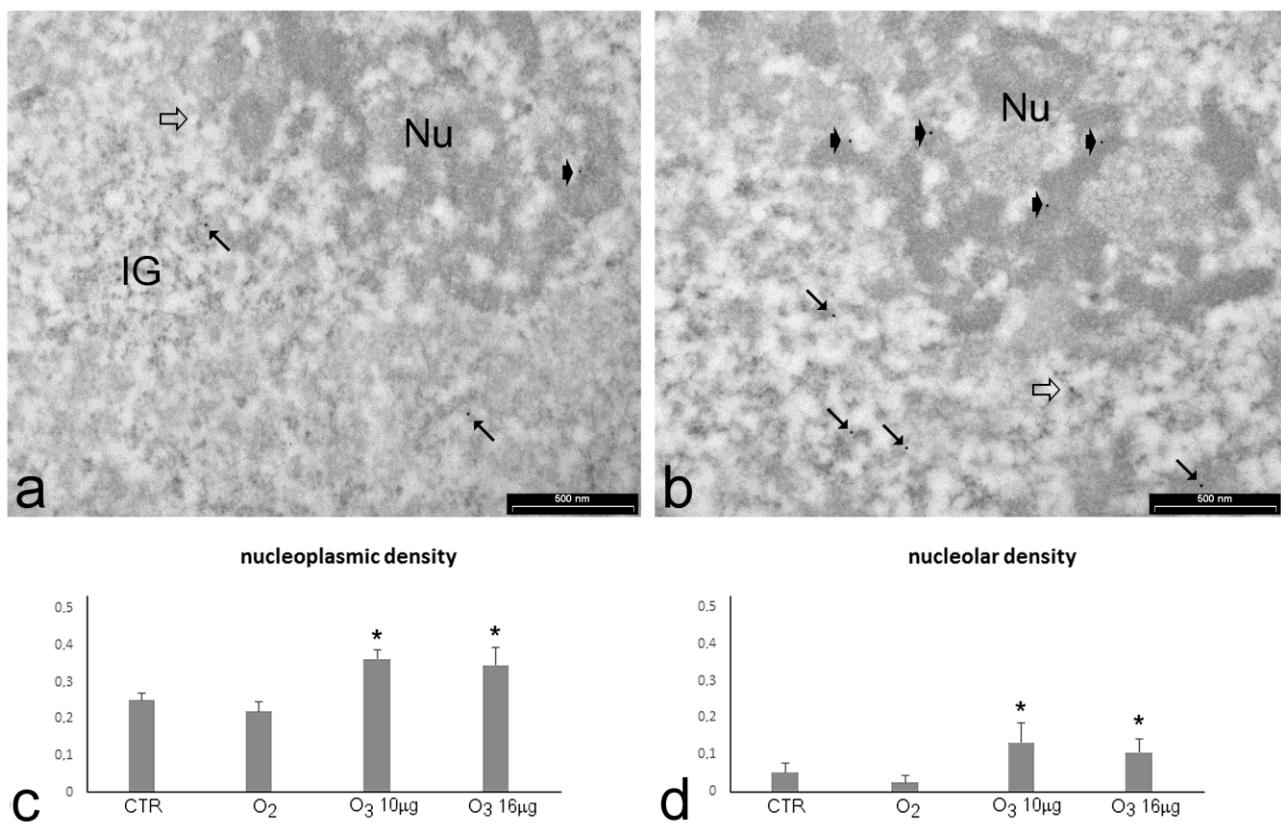 Nu
IG
a
500 nm
Nu
b
500 nm
nucleoplasmic density
0,5
0,4
0,3
0,2
0,1
0
*
*
CTR
O₂
O₃ 10µg
O₃ 16µg
c
nucleolar density
0,5
0,4
0,3
0,2
0,1
0
*
*
CTR
O₂
O₃ 10µg
O₃ 16µg
d